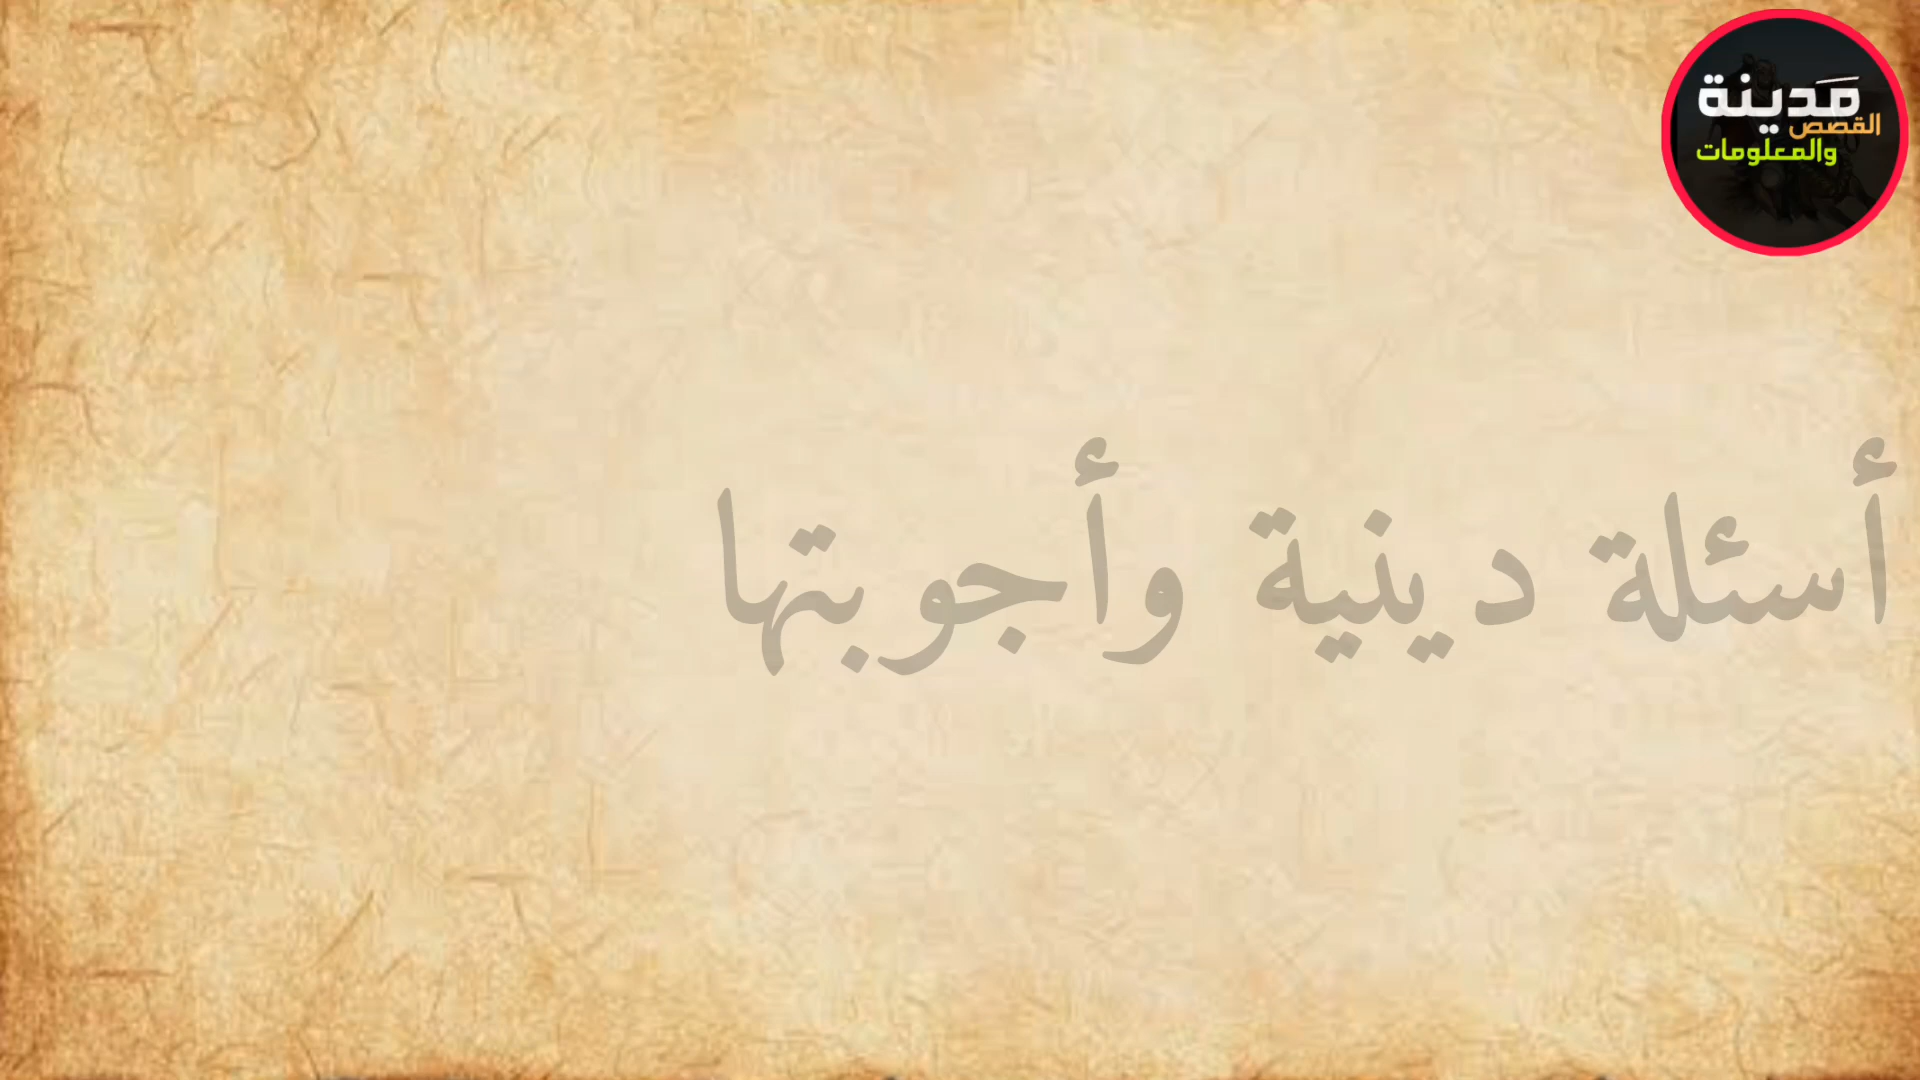 مَدينة
القصص
والمعلومات
أسئلة دينية وأجوبتها